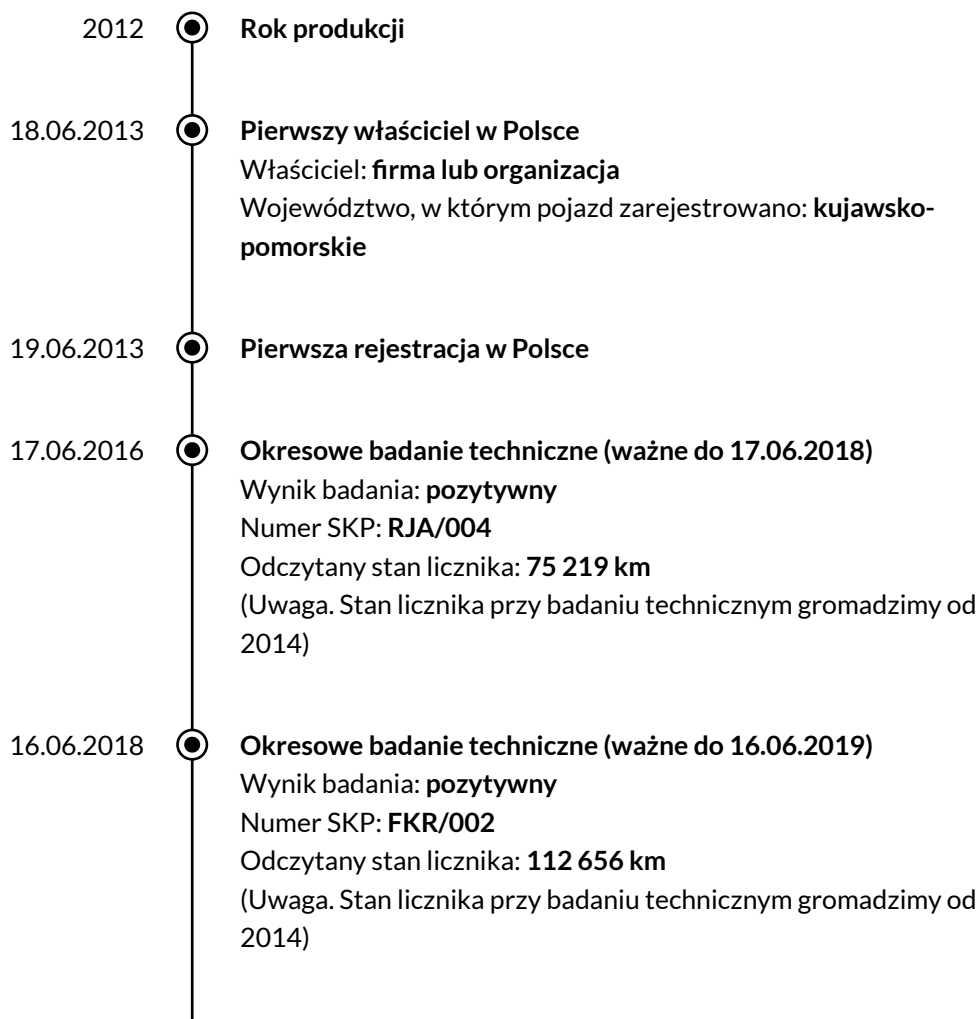 2012 Rok produkcji
18.06.2013 Pierwszy właściciel w Polsce
Właściciel: firma lub organizacja
Województwo, w którym pojazd zarejestrowano: kujawsko-
pomorskie
19.06.2013 Pierwsza rejestracja w Polsce
17.06.2016 Okresowe badanie techniczne (ważne do 17.06.2018)
Wynik badania: pozytywny
Numer SKP: RJA/004
Odczytany stan licznika: 75 219 km
(Uwaga. Stan licznika przy badaniu technicznym gromadzimy od
2014)
16.06.2018 Okresowe badanie techniczne (ważne do 16.06.2019)
Wynik badania: pozytywny
Numer SKP: FKR/002
Odczytany stan licznika: 112 656 km
(Uwaga. Stan licznika przy badaniu technicznym gromadzimy od
2014)